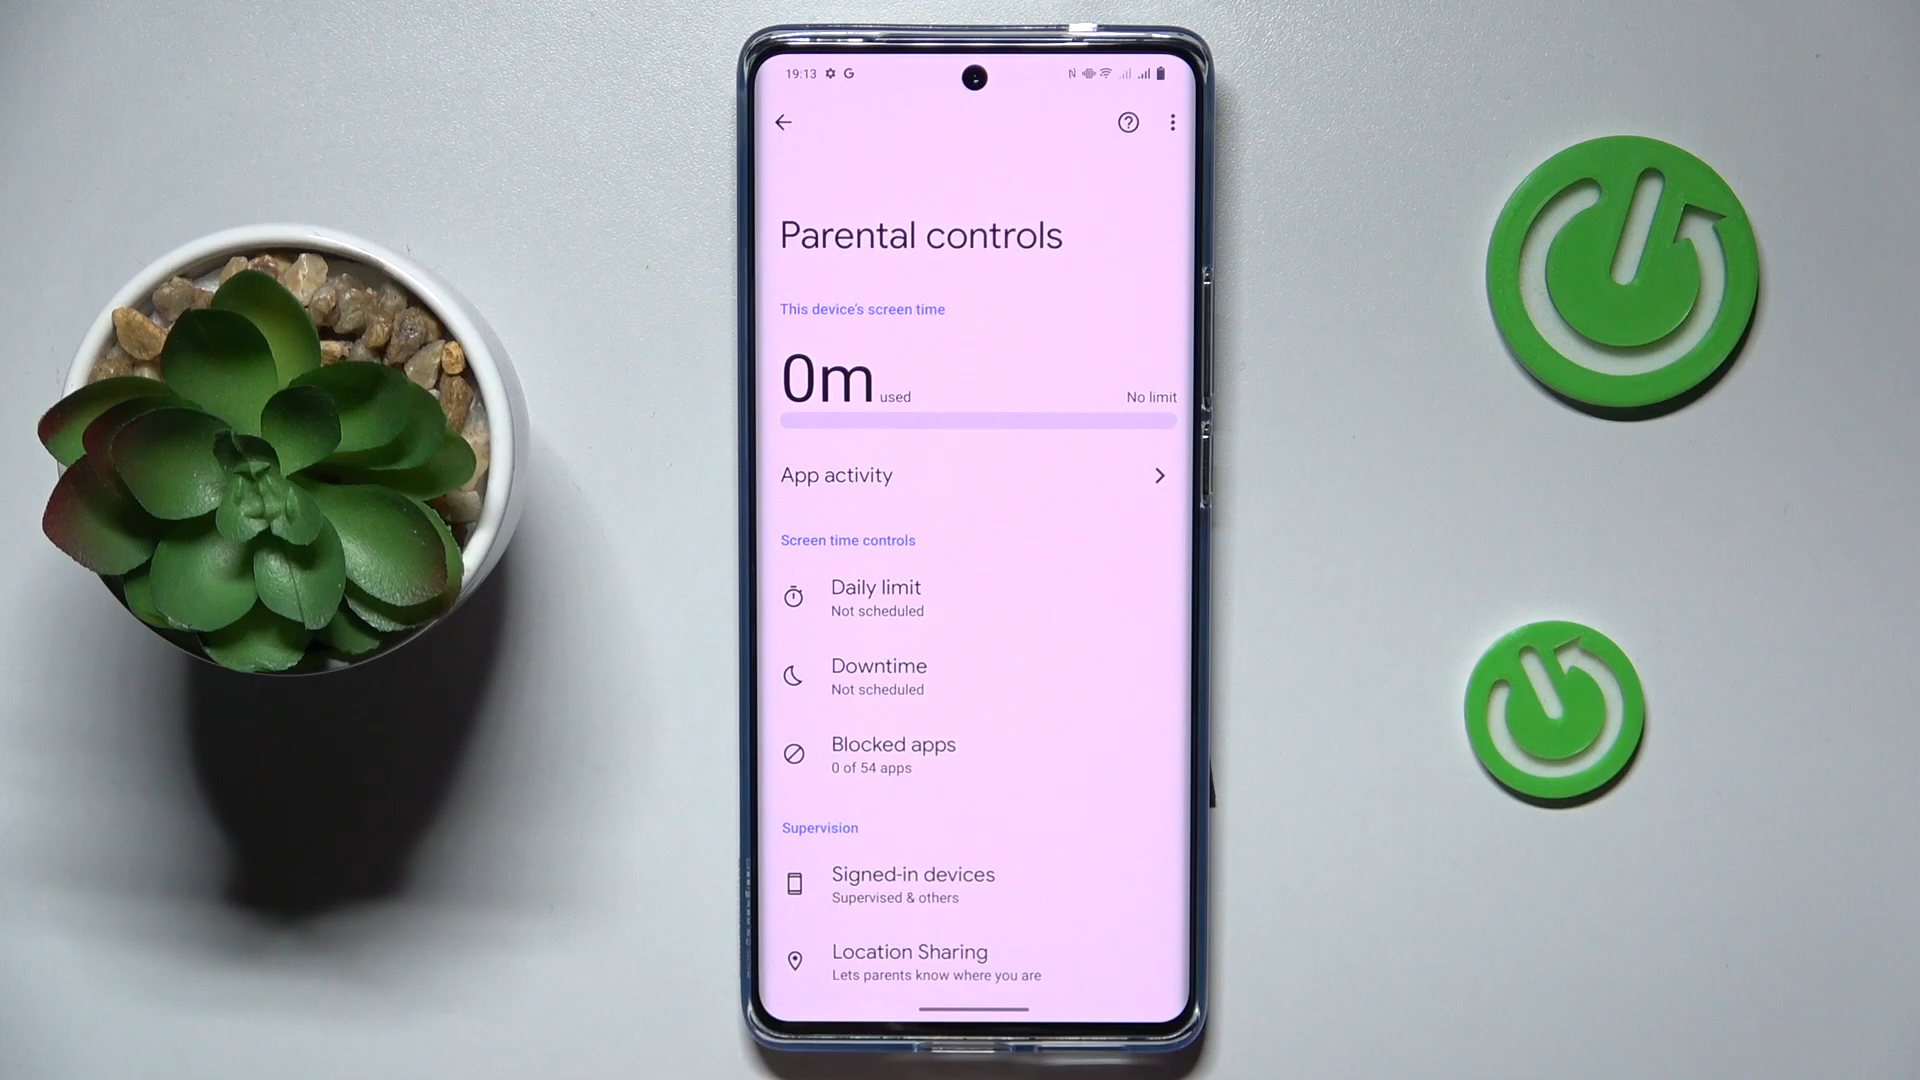 19:13 G N
Parental controls
This device's screen time
0m used No limit
App activity
Screen time controls
Daily limit
Not scheduled
Downtime
Not scheduled
Blocked apps
0 of 54 apps
Supervision
Signed-in devices
Supervised & others
Location Sharing
Lets parents know where you are